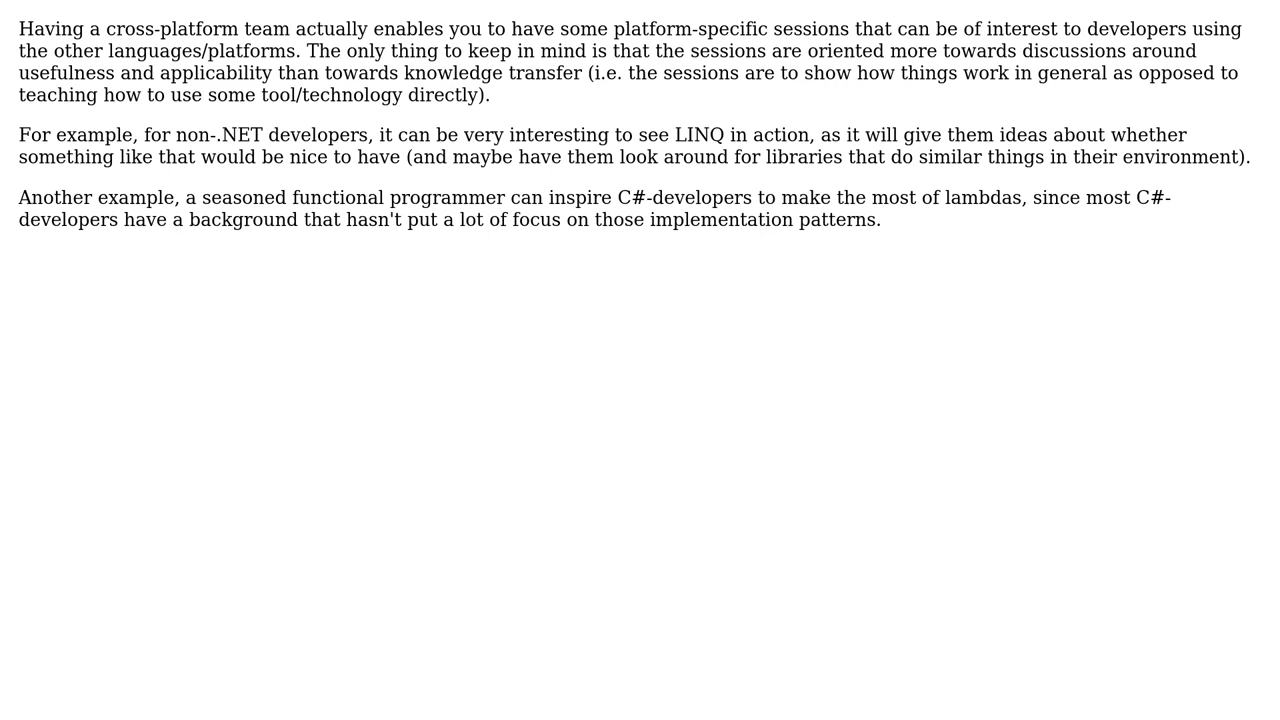 Having a cross-platform team actually enables you to have some platform-specific sessions that can be of interest to developers using
the other languages/platforms. The only thing to keep in mind is that the sessions are oriented more towards discussions around
usefulness and applicability than towards knowledge transfer (i.e. the sessions are to show how things work in general as opposed to
teaching how to use some tool/technology directly).
For example, for non-.NET developers, it can be very interesting to see LINQ in action, as it will give them ideas about whether
something like that would be nice to have (and maybe have them look around for libraries that do similar things in their environment).
Another example, a seasoned functional programmer can inspire C#-developers to make the most of lambdas, since most C#-
developers have a background that hasn't put a lot of focus on those implementation patterns.